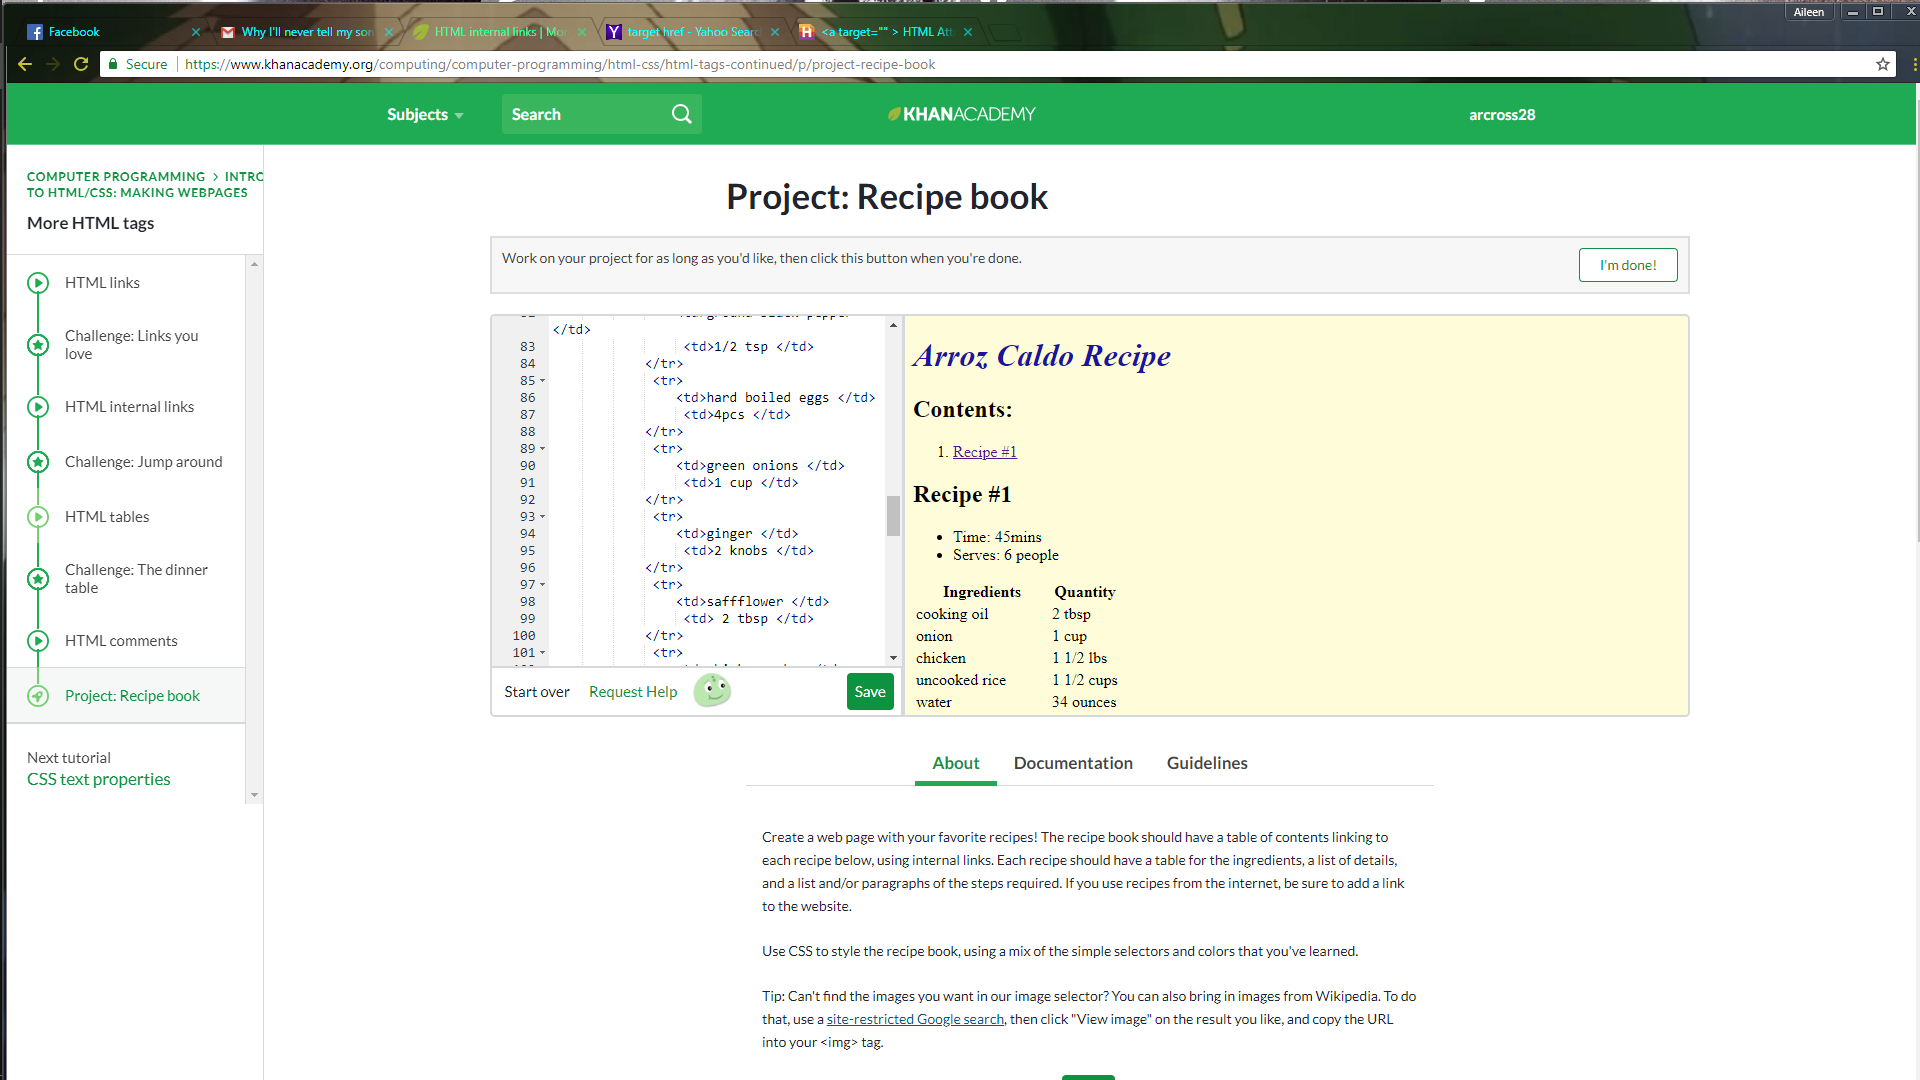 Aileen
Facebook
Why I'll never tell my son
HTML internal links | Mo
target href - Yahoo Searc
<a target="" > HTML Att
Secure
https://www.khanacademy.org/computing/computer-programming/html-css/html-tags-continued/p/project-recipe-book
Subjects
Search
KHANACADEMY
arcross28
COMPUTER PROGRAMMING > INTRO
TO HTML/CSS: MAKING WEBPAGES
More HTML tags
HTML links
Challenge: Links you
love
HTML internal links
Challenge: Jump around
HTML tables
Challenge: The dinner
table
HTML comments
Project: Recipe book
Next tutorial
CSS text properties
Project: Recipe book
Work on your project for as long as you'd like, then click this button when you're done.
I'm done!
</td>
83 <td>1/2 tsp </td>
84 </tr>
85 <tr>
86 <td>hard boiled eggs </td>
87 <td>4pcs </td>
88 </tr>
89 <tr>
90 <td>green onions </td>
91 <td>1 cup </td>
92 </tr>
93 <tr>
94 <td>ginger </td>
95 <td>2 knobs </td>
96 </tr>
97 <tr>
98 <td>saffflower </td>
99 <td> 2 tbsp </td>
100 </tr>
101 <tr>
Start over
Request Help
Save
Arroz Caldo Recipe
Contents:
1. Recipe #1
Recipe #1
• Time: 45mins
• Serves: 6 people
Ingredients Quantity
cooking oil 2 tbsp
onion 1 cup
chicken 1 1/2 lbs
uncooked rice 1 1/2 cups
water 34 ounces
About
Documentation
Guidelines
Create a web page with your favorite recipes! The recipe book should have a table of contents linking to
each recipe below, using internal links. Each recipe should have a table for the ingredients, a list of details,
and a list and/or paragraphs of the steps required. If you use recipes from the internet, be sure to add a link
to the website.
Use CSS to style the recipe book, using a mix of the simple selectors and colors that you've learned.
Tip: Can't find the images you want in our image selector? You can also bring in images from Wikipedia. To do
that, use a site-restricted Google search, then click "View image" on the result you like, and copy the URL
into your <img> tag.